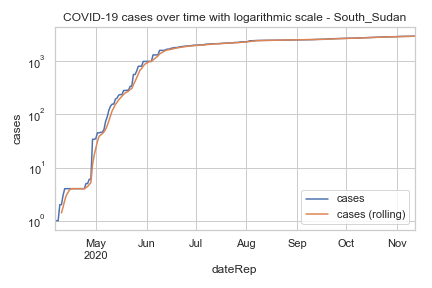 COVID-19 cases over time with logarithmic scale - South_Sudan
cases
10³
10²
10¹
10⁰
cases
cases (rolling)
May Jun Jul Aug Sep Oct Nov
2020
dateRep